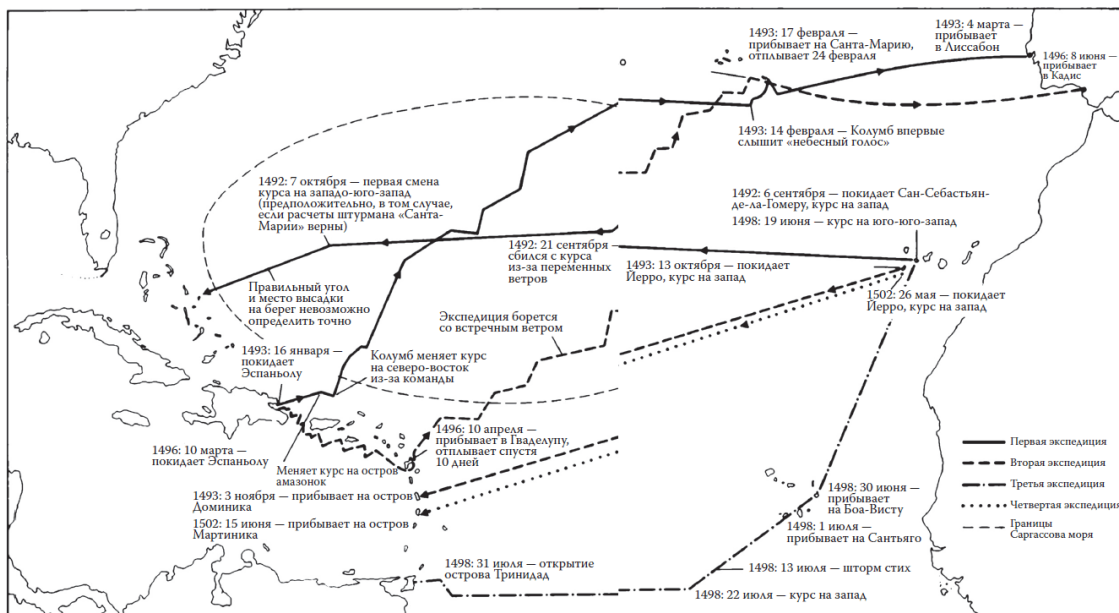 1493: 17 февраля —
прибывает на Санта-Марию,
отплывает 24 февраля
1493: 4 марта —
прибывает
в Лиссабон
1496: 8 июня —
прибывает
в Кадис
1493: 14 февраля — Колумб впервые
слышит «небесный голос»
1492: 7 октября — первая смена
курса на западо-юго-запад
(предположительно, в том случае,
если расчеты штурмана «Санта-
Марии» верны)
1492: 6 сентября — покидает Сан-Себастьян-
де-ла-Гомеру, курс на запад
1498: 19 июня — курс на юго-юго-запад
1492: 21 сентября —
сбился с курса
из-за переменных
ветров
1493: 13 октября — покидает
Йерро, курс на запад
1502: 26 мая — покидает
Йерро, курс на запад
Правильный угол
и место высадки
на берег невозможно
определить точно
Экспедиция борется
со встречным ветром
1493: 16 января —
покидает
Эспаньолу
Колумб меняет курс
на северо-восток
из-за команды
1496: 10 марта —
покидает Эспаньолу
Меняет курс на остров
амазонок
1496: 10 апреля —
прибывает в Гваделупу,
отплывает спустя
10 дней
1493: 3 ноября — прибывает на остров
Доминика
1502: 15 июня — прибывает на остров
Мартиника
1498: 31 июля — открытие
острова Тринидад
1498: 30 июня —
прибывает
на Боа-Висту
1498: 1 июля —
прибывает на Сантьяго
1498: 13 июля — шторм стих
1498: 22 июля — курс на запад
Первая экспедиция
Вторая экспедиция
Третья экспедиция
Четвертая экспедиция
Границы
Саргассова моря